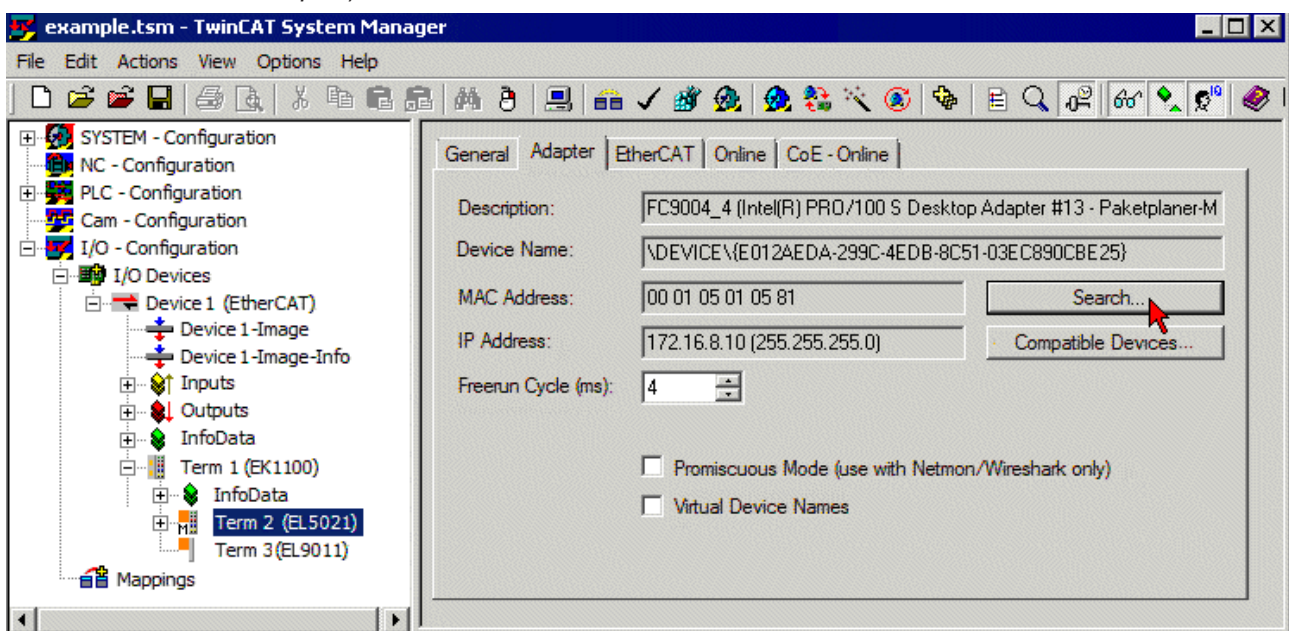 example.tsm - TwinCAT System Manager
File Edit Actions View Options Help
SYSTEM - Configuration
NC - Configuration
PLC - Configuration
Cam - Configuration
I/O - Configuration
I/O Devices
Device 1 (EtherCAT)
Device 1-Image
Device 1-Image-Info
Inputs
Outputs
InfoData
Term 1 (EK1100)
InfoData
Term 2 (EL5021)
Term 3(EL9011)
Mappings
General Adapter EtherCAT Online CoE - Online
Description: FC9004_4 (Intel(R) PRO/100 S Desktop Adapter #13 - Paketplaner-M
Device Name: \DEVICE\{E012AEDA-299C-4EDB-8C51-03EC890CBE25}
MAC Address: 00 01 05 01 05 81 Search...
IP Address: 172.16.8.10 (255.255.255.0) Compatible Devices...
Freerun Cycle (ms): 4
Promiscuous Mode (use with Netmon/Wireshark only)
Virtual Device Names